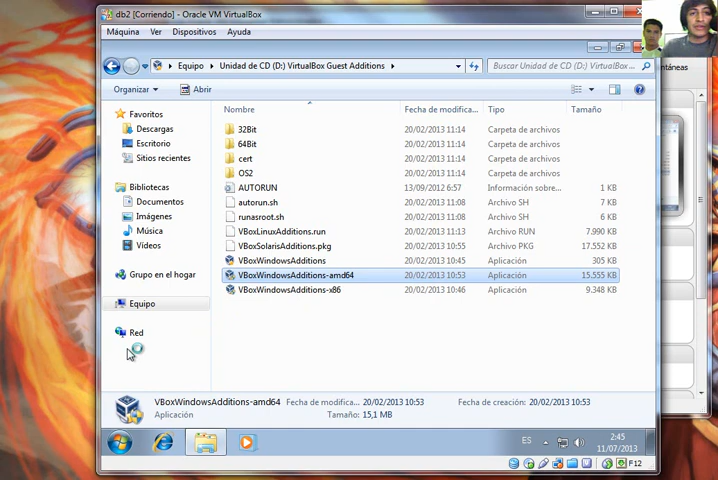 db2 [Corriendo] - Oracle VM VirtualBox
Máquina Ver Dispositivos Ayuda
Equipo Unidad de CD (D:) VirtualBox Guest Additions
Buscar Unidad de CD (D:) VirtualBox ...
Organizar Abrir
Favoritos
Descargas
Escritorio
Sitios recientes
Bibliotecas
Documentos
Imágenes
Música
Vídeos
Grupo en el hogar
Equipo
Red
Nombre Fecha de modifica... Tipo Tamaño
32Bit 20/02/2013 11:14 Carpeta de archivos
64Bit 20/02/2013 11:14 Carpeta de archivos
cert 20/02/2013 11:14 Carpeta de archivos
OS2 20/02/2013 11:14 Carpeta de archivos
AUTORUN 13/09/2012 6:57 Información sobre... 1 KB
autorun.sh 20/02/2013 11:08 Archivo SH 7 KB
runasroot.sh 20/02/2013 11:08 Archivo SH 6 KB
VBoxLinuxAdditions.run 20/02/2013 11:13 Archivo RUN 7.990 KB
VBoxSolarisAdditions.pkg 20/02/2013 10:55 Archivo PKG 17.552 KB
VBoxWindowsAdditions 20/02/2013 10:45 Aplicación 305 KB
VBoxWindowsAdditions-amd64 20/02/2013 10:53 Aplicación 15.555 KB
VBoxWindowsAdditions-x86 20/02/2013 10:46 Aplicación 9.348 KB
VBoxWindowsAdditions-amd64 Fecha de modifica... 20/02/2013 10:53 Fecha de creación: 20/02/2013 10:53
Aplicación Tamaño: 15,1 MB
ES 2:45
11/07/2013
F12